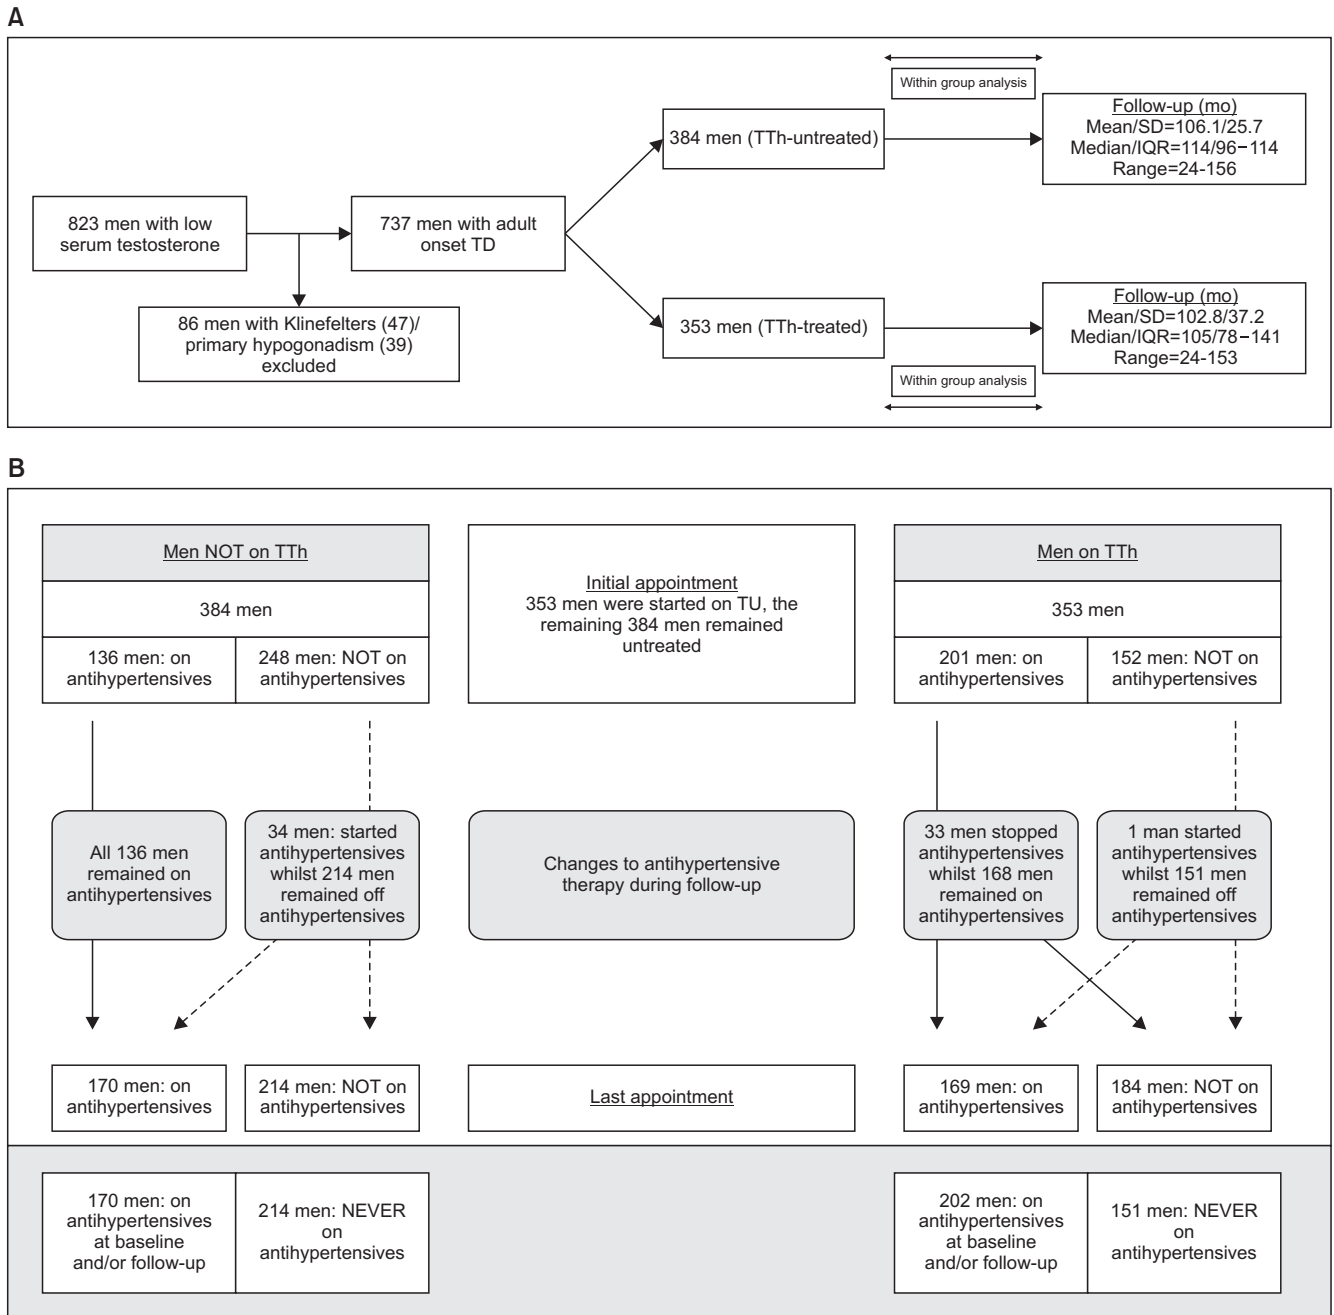 A
823 men with low
serum testosterone
86 men with Klinefelters (47)/
primary hypogonadism (39)
excluded
737 men with adult
onset TD
384 men (TTh-untreated)
Within group analysis
Follow-up (mo)
Mean/SD=106.1/25.7
Median/IQR=114/96−114
Range=24-156
353 men (TTh-treated)
Within group analysis
Follow-up (mo)
Mean/SD=102.8/37.2
Median/IQR=105/78−141
Range=24-153
B
Men NOT on TTh
384 men
136 men: on
antihypertensives
248 men: NOT on
antihypertensives
Initial appointment
353 men were started on TU, the
remaining 384 men remained
untreated
Men on TTh
353 men
201 men: on
antihypertensives
152 men: NOT on
antihypertensives
All 136 men
remained on
antihypertensives
34 men: started
antihypertensives
whilst 214 men
remained off
antihypertensives
Changes to antihypertensive
therapy during follow-up
33 men stopped
antihypertensives
whilst 168 men
remained on
antihypertensives
1 man started
antihypertensives
whilst 151 men
remained off
antihypertensives
170 men: on
antihypertensives
214 men: NOT on
antihypertensives
Last appointment
169 men: on
antihypertensives
184 men: NOT on
antihypertensives
170 men: on
antihypertensives
at baseline
and/or follow-up
214 men: NEVER
on
antihypertensives
202 men: on
antihypertensives
at baseline
and/or follow-up
151 men: NEVER
on
antihypertensives